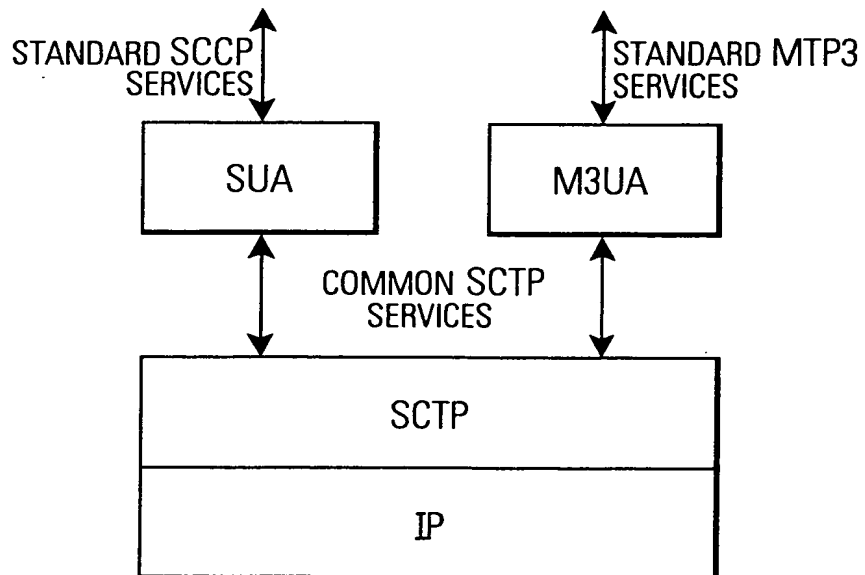 STANDARD SCCP
SERVICES
STANDARD MTP3
SERVICES
SUA
M3UA
COMMON SCTP
SERVICES
SCTP
IP